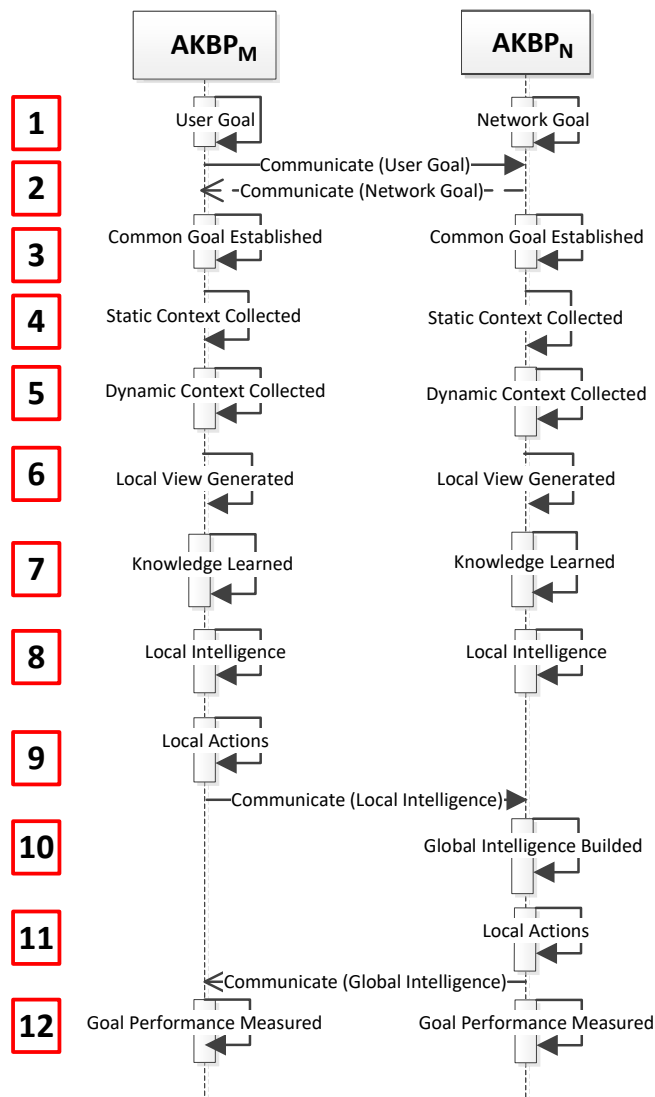 AKBPM AKBPN
1 User Goal Network Goal
Communicate (User Goal)
2 Communicate (Network Goal)
3 Common Goal Established Common Goal Established
4 Static Context Collected Static Context Collected
5 Dynamic Context Collected Dynamic Context Collected
6 Local View Generated Local View Generated
7 Knowledge Learned Knowledge Learned
8 Local Intelligence Local Intelligence
9 Local Actions
Communicate (Local Intelligence)
10 Global Intelligence Builded
11 Local Actions
Communicate (Global Intelligence)
12 Goal Performance Measured Goal Performance Measured